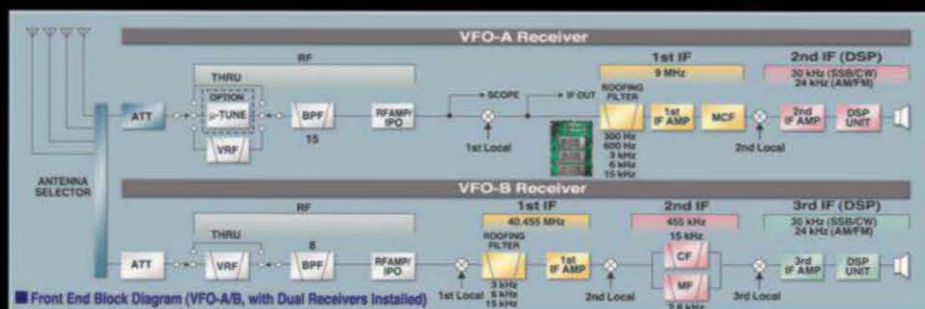 VFO-A Receiver
RF
1st IF
2nd IF (DSP)
9 MHz
30 kHz (SSB/CW)
24 kHz (AM/FM)
THRU
OPTION
μ-TUNE
VRF
ATT
BPF
15
RFAMP/
IPO
SCOPE
IF OUT
1st Local
ROOFING
FILTER
300 Hz
600 Hz
3 kHz
6 kHz
15 kHz
1st
IF AMP
MCF
2nd Local
2nd
IF AMP
DSP
UNIT
ANTENNA
SELECTOR
VFO-B Receiver
RF
1st IF
2nd IF
3rd IF (DSP)
40.455 MHz
455 kHz
30 kHz (SSB/CW)
24 kHz (AM/FM)
THRU
ATT
VRF
8
BPF
RFAMP/
IPO
1st Local
ROOFING
FILTER
3 kHz
6 kHz
15 kHz
1st
IF AMP
2nd Local
15 kHz
CF
MF
3rd Local
3rd
IF AMP
DSP
UNIT
Front End Block Diagram (VFO-A/B, with Dual Receivers Installed)